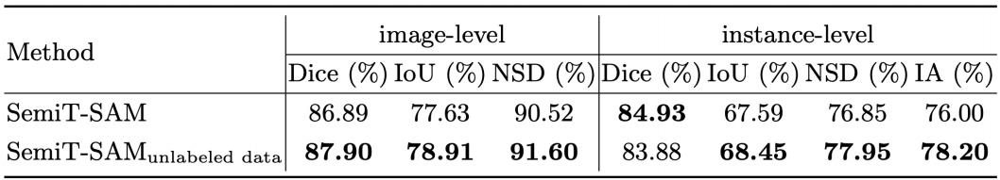 Method image-level instance-level
Dice (%) IoU (%) NSD (%) Dice (%) IoU (%) NSD (%) IA (%)
SemiT-SAM 86.89 77.63 90.52 84.93 67.59 76.85 76.00
SemiT-SAM unlabeled data 87.90 78.91 91.60 83.88 68.45 77.95 78.20